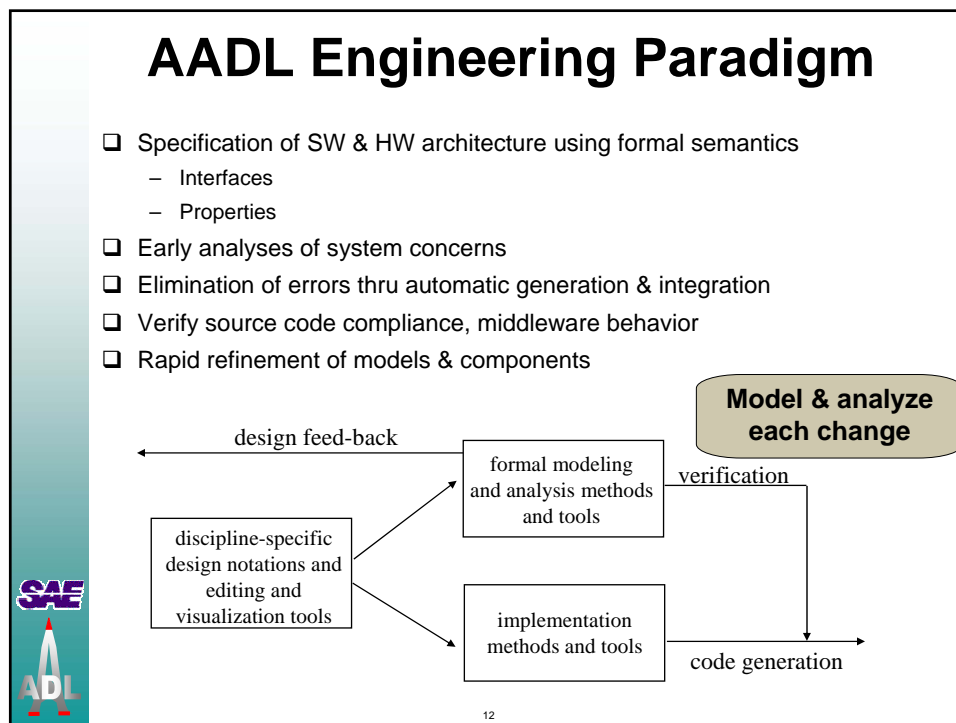 AADL Engineering Paradigm
❑ Specification of SW & HW architecture using formal semantics
– Interfaces
– Properties
❑ Early analyses of system concerns
❑ Elimination of errors thru automatic generation & integration
❑ Verify source code compliance, middleware behavior
❑ Rapid refinement of models & components
Model & analyze
each change
design feed-back
formal modeling
and analysis methods
and tools
verification
discipline-specific
design notations and
editing and
visualization tools
implementation
methods and tools
code generation
SAE
ADL
12